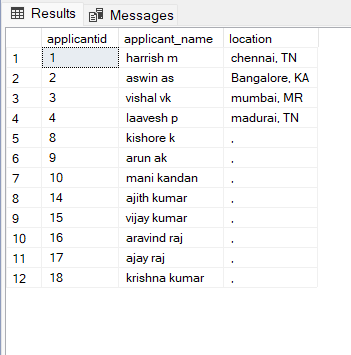 Results Messages
applicantid applicant_name location
1 1 harrish m chennai, TN
2 2 aswin as Bangalore, KA
3 3 vishal vk mumbai, MR
4 4 laavesh p madurai, TN
5 8 kishore k ,
6 9 arun ak ,
7 10 mani kandan ,
8 14 ajith kumar ,
9 15 vijay kumar ,
10 16 aravind raj ,
11 17 ajay raj ,
12 18 krishna kumar ,